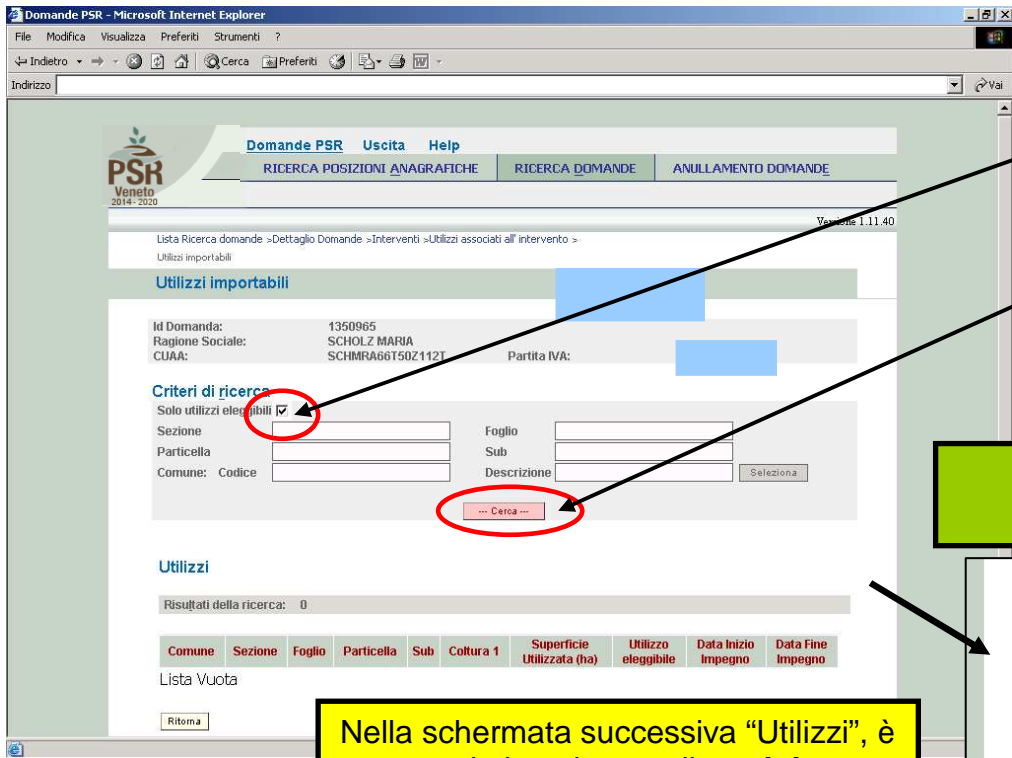 Domande PSR - Microsoft Internet Explorer
File Modifica Visualizza Preferiti Strumenti ?
Indietro Cerca Preferiti
Indirizzo Vai
PSR
Veneto
2014 - 2020
Domande PSR Uscita Help
RICERCA POSIZIONI ANAGRAFICHE RICERCA DOMANDE ANULLAMENTO DOMANDE
Versione 1.11.40
Lista Ricerca domande >Dettaglio Domande >Interventi >Utilizzi associati all' intervento >
Utilizzi importabili
Utilizzi importabili
Id Domanda: 1350965
Ragione Sociale: SCHOLZ MARIA
CUAA: SCHMRA66T50Z112T Partita IVA:
Criteri di ricerca
Solo utilizzi eleggibili
Sezione Foglio
Particella Sub
Comune: Codice Descrizione Seleziona
--- Cerca ---
Utilizzi
Risultati della ricerca: 0
Comune Sezione Foglio Particella Sub Coltura 1 Superficie Utilizzata (ha) Utilizzo eleggibile Data Inizio Impegno Data Fine Impegno
Lista Vuota
Ritorna
Nella schermata successiva “Utilizzi”, è